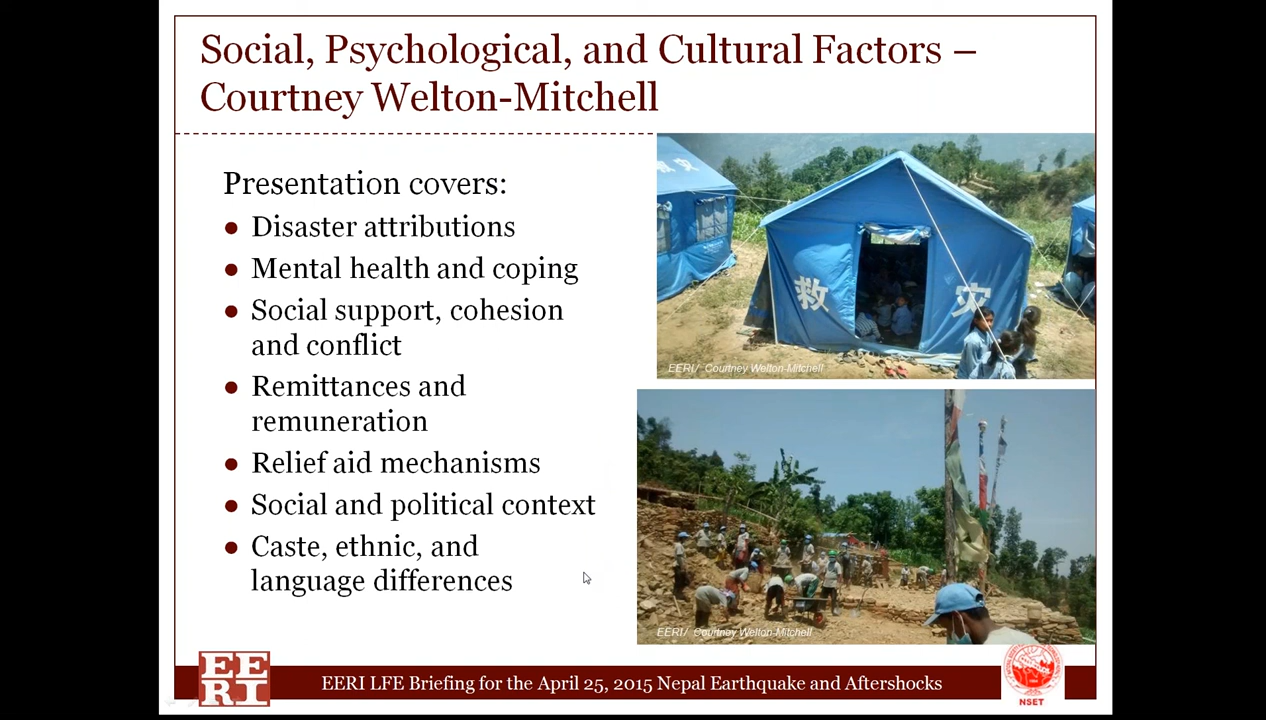 Social, Psychological, and Cultural Factors –
Courtney Welton-Mitchell
Presentation covers:
● Disaster attributions
● Mental health and coping
● Social support, cohesion
and conflict
● Remittances and
remuneration
● Relief aid mechanisms
● Social and political context
● Caste, ethnic, and
language differences
救 灾
EERI/ Courtney Welton-Mitchell
EERI/ Courtney Welton-Mitchell
EE
RI
EERI LFE Briefing for the April 25, 2015 Nepal Earthquake and Aftershocks
NSET